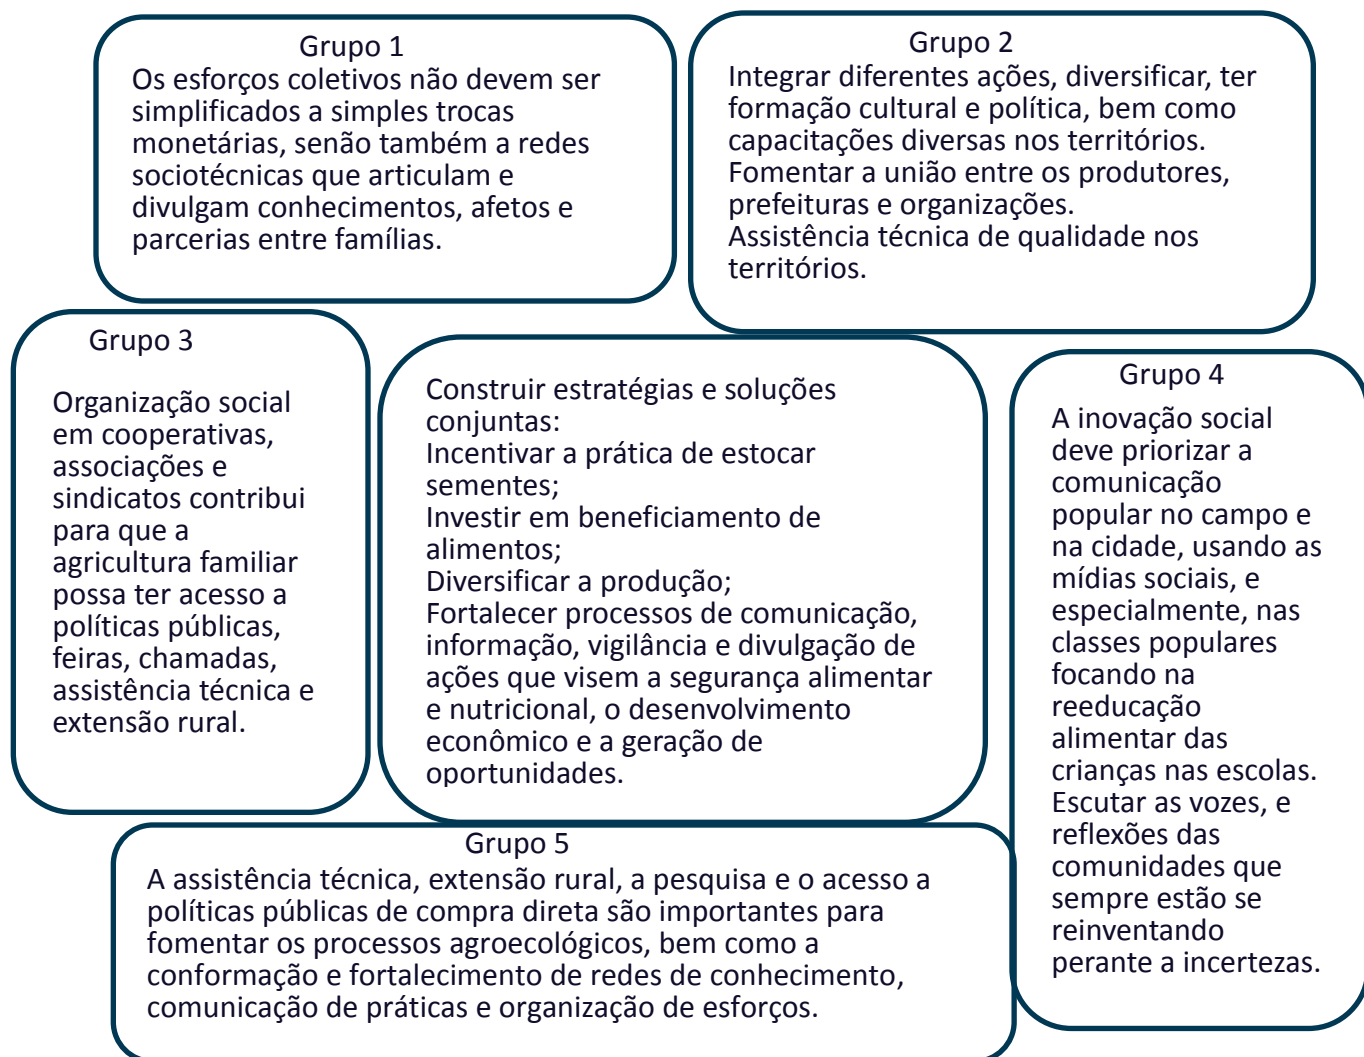 Grupo 1
Os esforços coletivos não devem ser
simplificados a simples trocas
monetárias, senão também a redes
sociotécnicas que articulam e
divulgam conhecimentos, afetos e
parcerias entre famílias.
Grupo 2
Integrar diferentes ações, diversificar, ter
formação cultural e política, bem como
capacitações diversas nos territórios.
Fomentar a união entre os produtores,
prefeituras e organizações.
Assistência técnica de qualidade nos
territórios.
Grupo 3
Organização social
em cooperativas,
associações e
sindicatos contribui
para que a
agricultura familiar
possa ter acesso a
políticas públicas,
feiras, chamadas,
assistência técnica e
extensão rural.
Construir estratégias e soluções
conjuntas:
Incentivar a prática de estocar
sementes;
Investir em beneficiamento de
alimentos;
Diversificar a produção;
Fortalecer processos de comunicação,
informação, vigilância e divulgação de
ações que visem a segurança alimentar
e nutricional, o desenvolvimento
econômico e a geração de
oportunidades.
Grupo 4
A inovação social
deve priorizar a
comunicação
popular no campo e
na cidade, usando as
mídias sociais, e
especialmente, nas
classes populares
focando na
reeducação
alimentar das
crianças nas escolas.
Escutar as vozes, e
reflexões das
comunidades que
sempre estão se
reinventando
perante a incertezas.
Grupo 5
A assistência técnica, extensão rural, a pesquisa e o acesso a
políticas públicas de compra direta são importantes para
fomentar os processos agroecológicos, bem como a
conformação e fortalecimento de redes de conhecimento,
comunicação de práticas e organização de esforços.